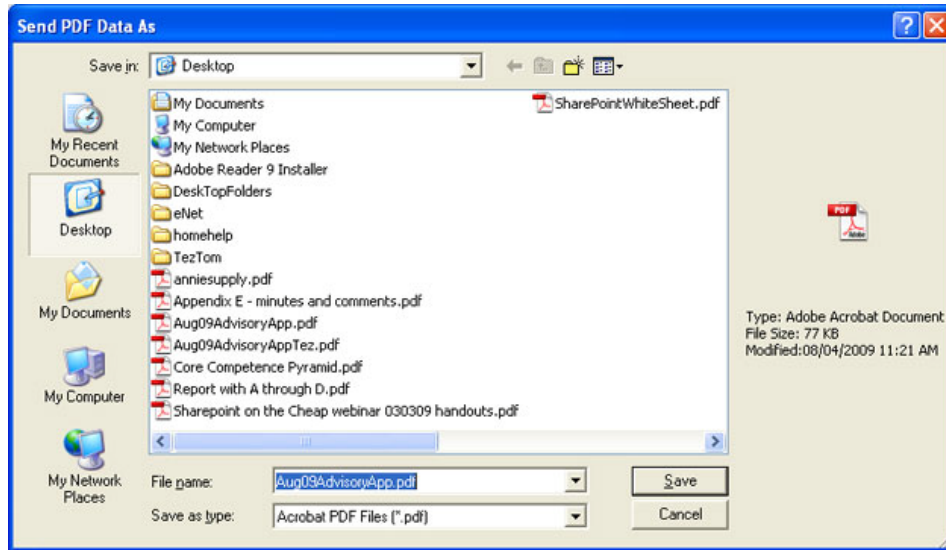 Send PDF Data As
Save in:
Desktop
My Recent
Documents
Desktop
My Documents
My Computer
My Network
Places
My Documents
My Computer
My Network Places
Adobe Reader 9 Installer
DeskTopFolders
eNet
homehelp
TezTom
anniesupply.pdf
Appendix E - minutes and comments.pdf
Aug09AdvisoryApp.pdf
Aug09AdvisoryAppTez.pdf
Core Competence Pyramid.pdf
Report with A through D.pdf
Sharepoint on the Cheap webinar 030309 handouts.pdf
SharePointWhiteSheet.pdf
PDF
Adobe
Type: Adobe Acrobat Document
File Size: 77 KB
Modified:08/04/2009 11:21 AM
File name:
Aug09AdvisoryApp.pdf
Save
Save as type:
Acrobat PDF Files (*.pdf)
Cancel